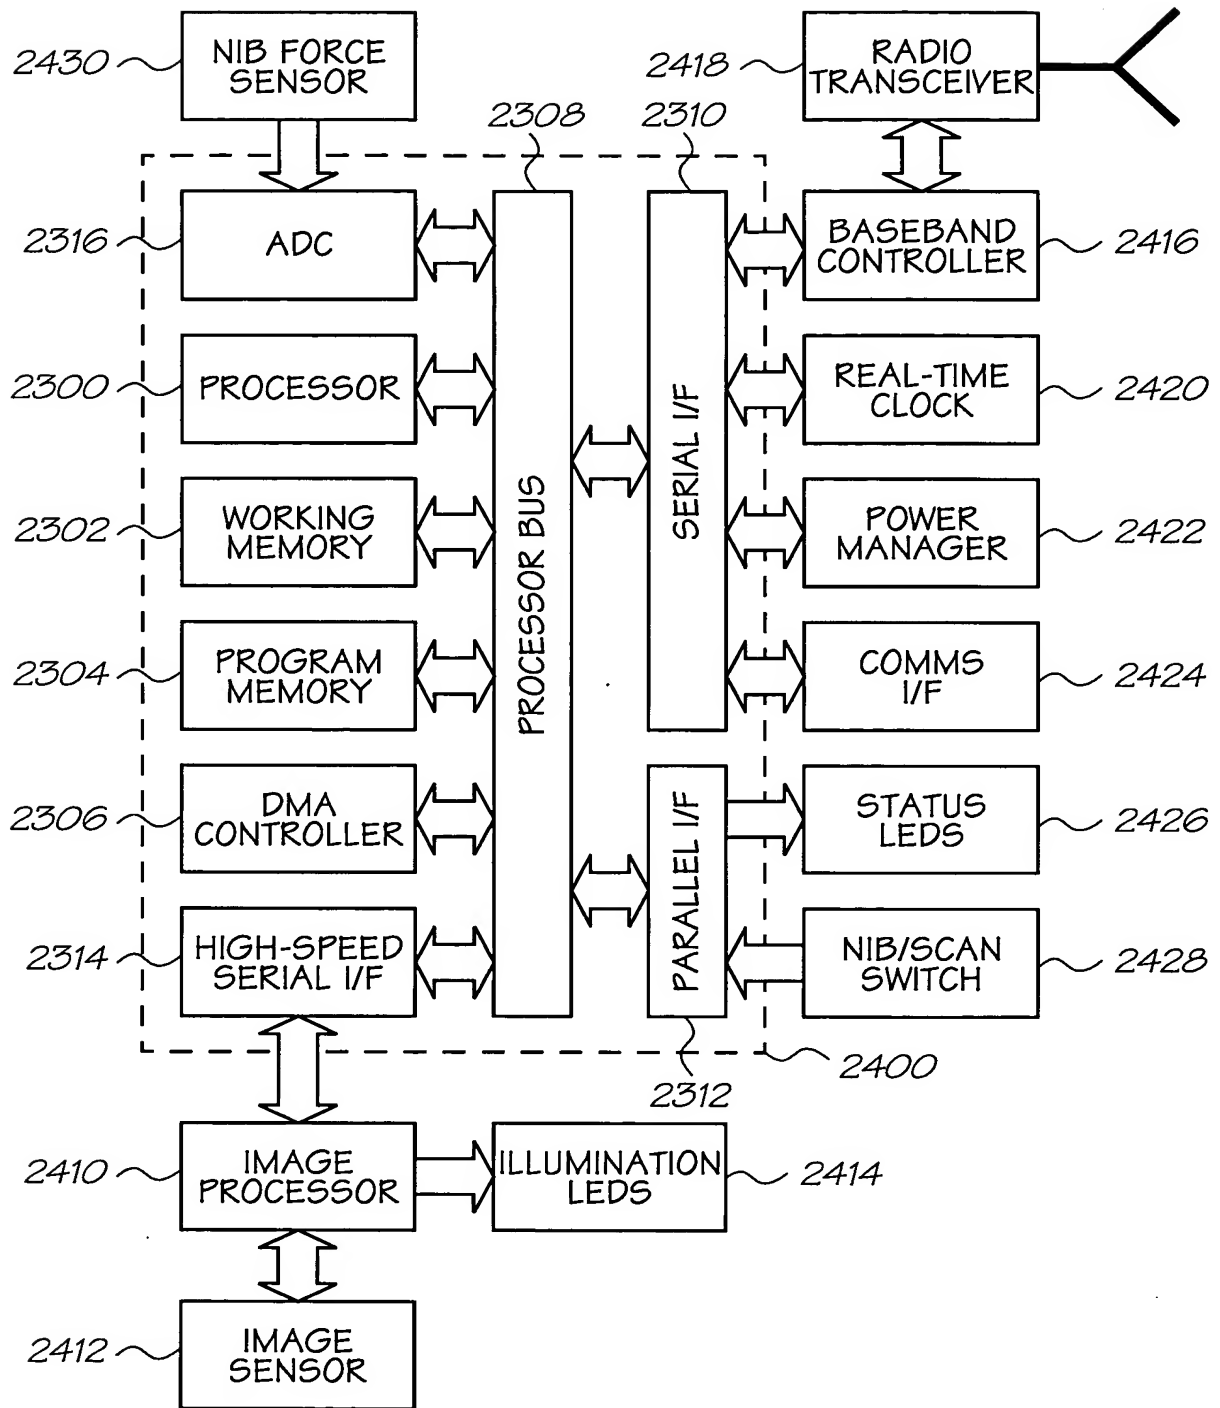 2430
NIB FORCE
SENSOR
2418
RADIO
TRANSCEIVER
2308
2310
2316
ADC
BASEBAND
CONTROLLER
2416
2300
PROCESSOR
REAL-TIME
CLOCK
2420
2302
WORKING
MEMORY
PROCESSOR BUS
SERIAL I/F
POWER
MANAGER
2422
2304
PROGRAM
MEMORY
COMMS
I/F
2424
2306
DMA
CONTROLLER
PARALLEL I/F
STATUS
LEDS
2426
2314
HIGH-SPEED
SERIAL I/F
NIB/SCAN
SWITCH
2428
2312
2400
2410
IMAGE
PROCESSOR
ILLUMINATION
LEDS
2414
2412
IMAGE
SENSOR